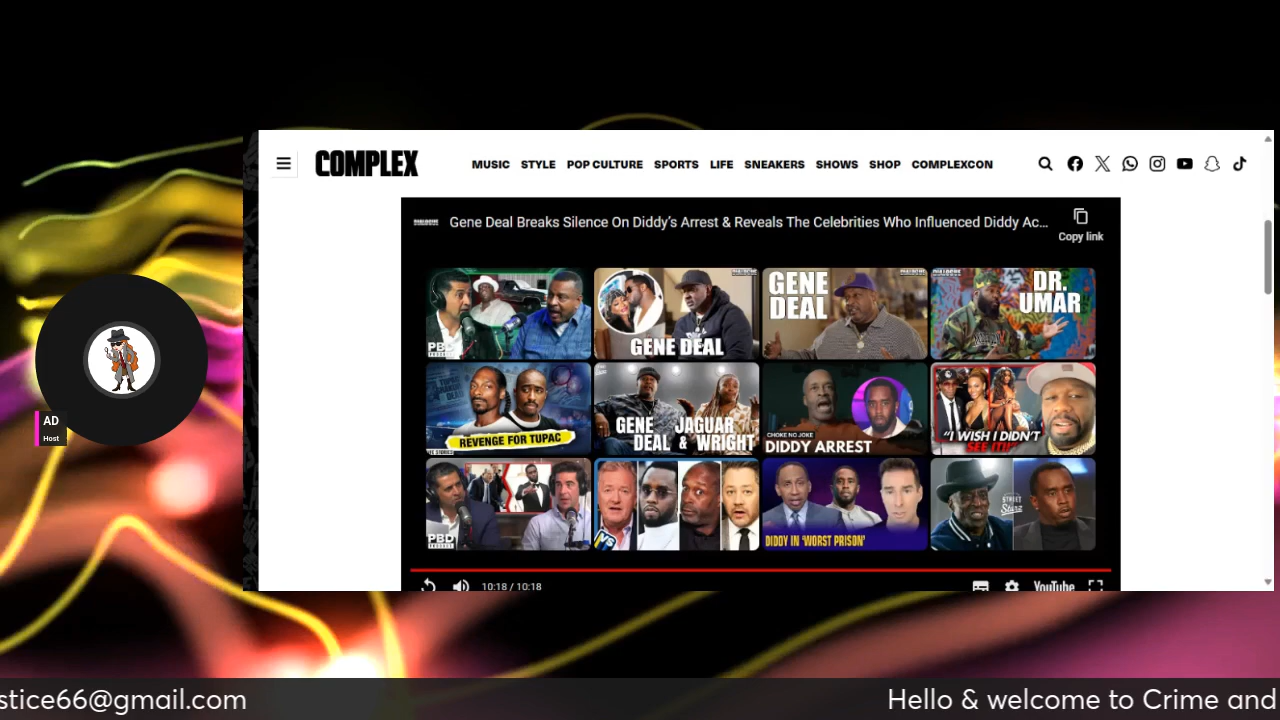 COMPLEX
MUSIC STYLE POP CULTURE SPORTS LIFE SNEAKERS SHOWS SHOP COMPLEXCON
Gene Deal Breaks Silence On Diddy's Arrest & Reveals The Celebrities Who Influenced Diddy Ac...
Copy link
PBD
GENE DEAL
GENE
DEAL
DR.
UMAR
REVENGE FOR TUPAC
GENE DEAL JAGUAR & WRIGHT
CHOKE NO JOKE
DIDDY ARREST
"I WISH I DIDN'T
SEE IT!"
PBD
DIDDY IN 'WORST PRISON'
STREET
Starz
10:18 / 10:18
YouTube
AD
Host
stice66@gmail.com
Hello & welcome to Crime and